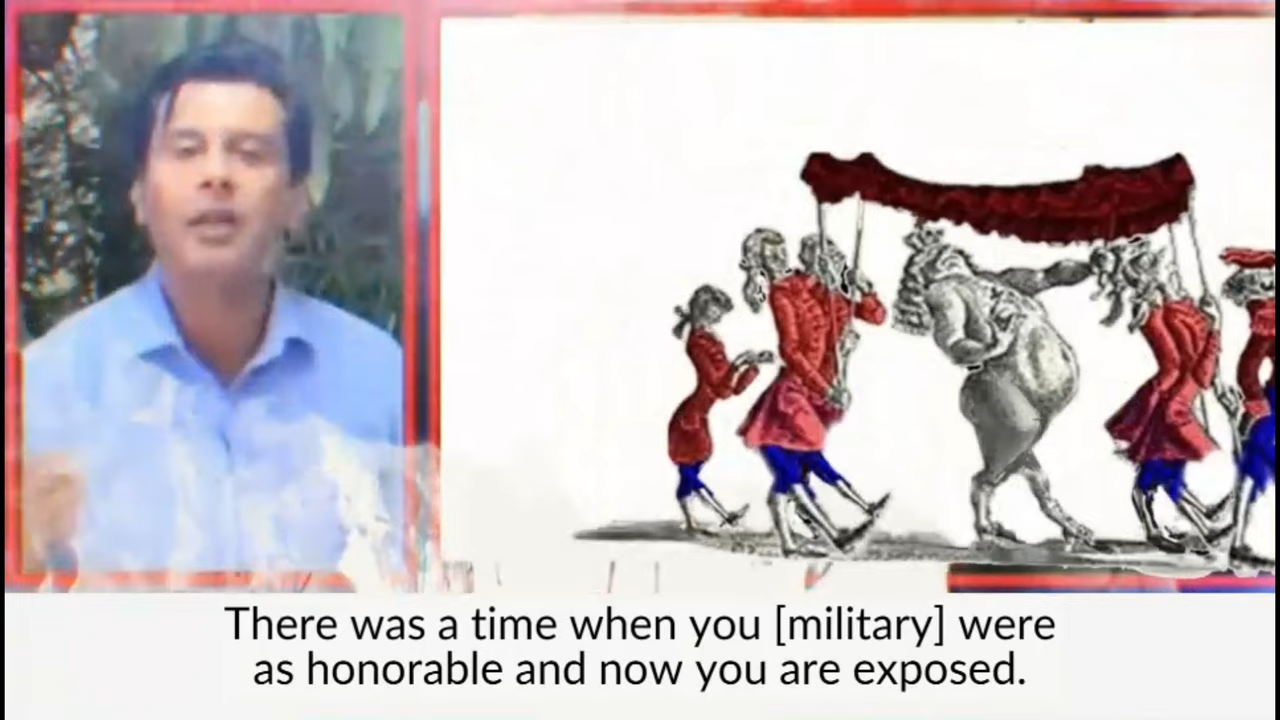 There was a time when you [military] were
as honorable and now you are exposed.